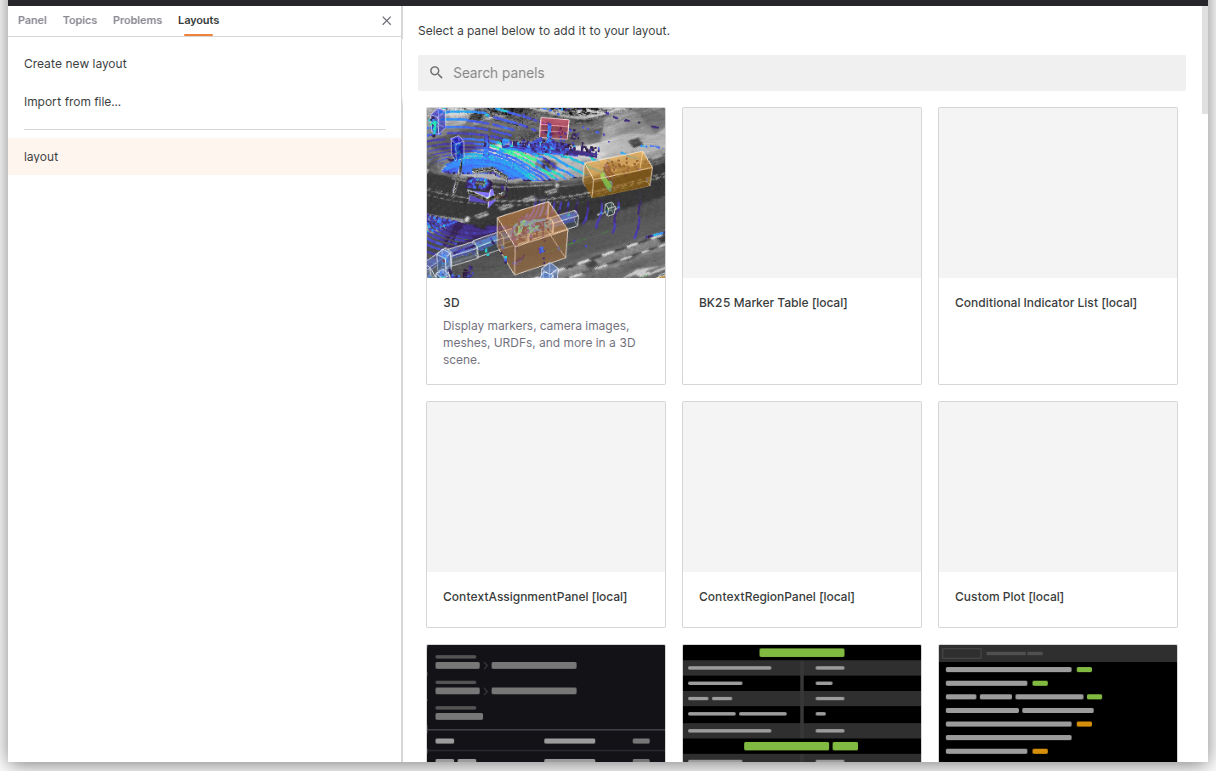 Panel Topics Problems Layouts
Create new layout
Import from file...
layout
Select a panel below to add it to your layout.
Search panels
3D
Display markers, camera images,
meshes, URDFs, and more in a 3D
scene.
BK25 Marker Table [local]
Conditional Indicator List [local]
ContextAssignmentPanel [local]
ContextRegionPanel [local]
Custom Plot [local]